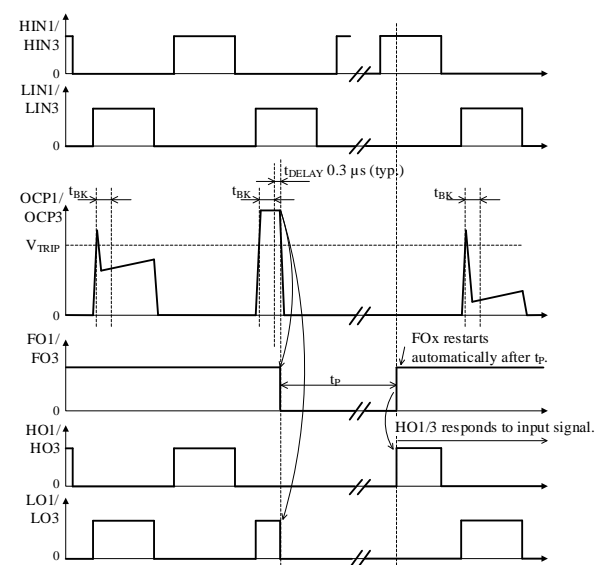 HIN1/
HIN3
0
LIN1/
LIN3
0
tDELAY 0.3 µs (typ.)
OCP1/
OCP3
tBK
tBK
tBK
VTRIP
0
FO1/
FO3
FOx restarts
automatically after tP.
tP
0
HO1/
HO3
HO1/3 responds to input signal.
0
LO1/
LO3
0